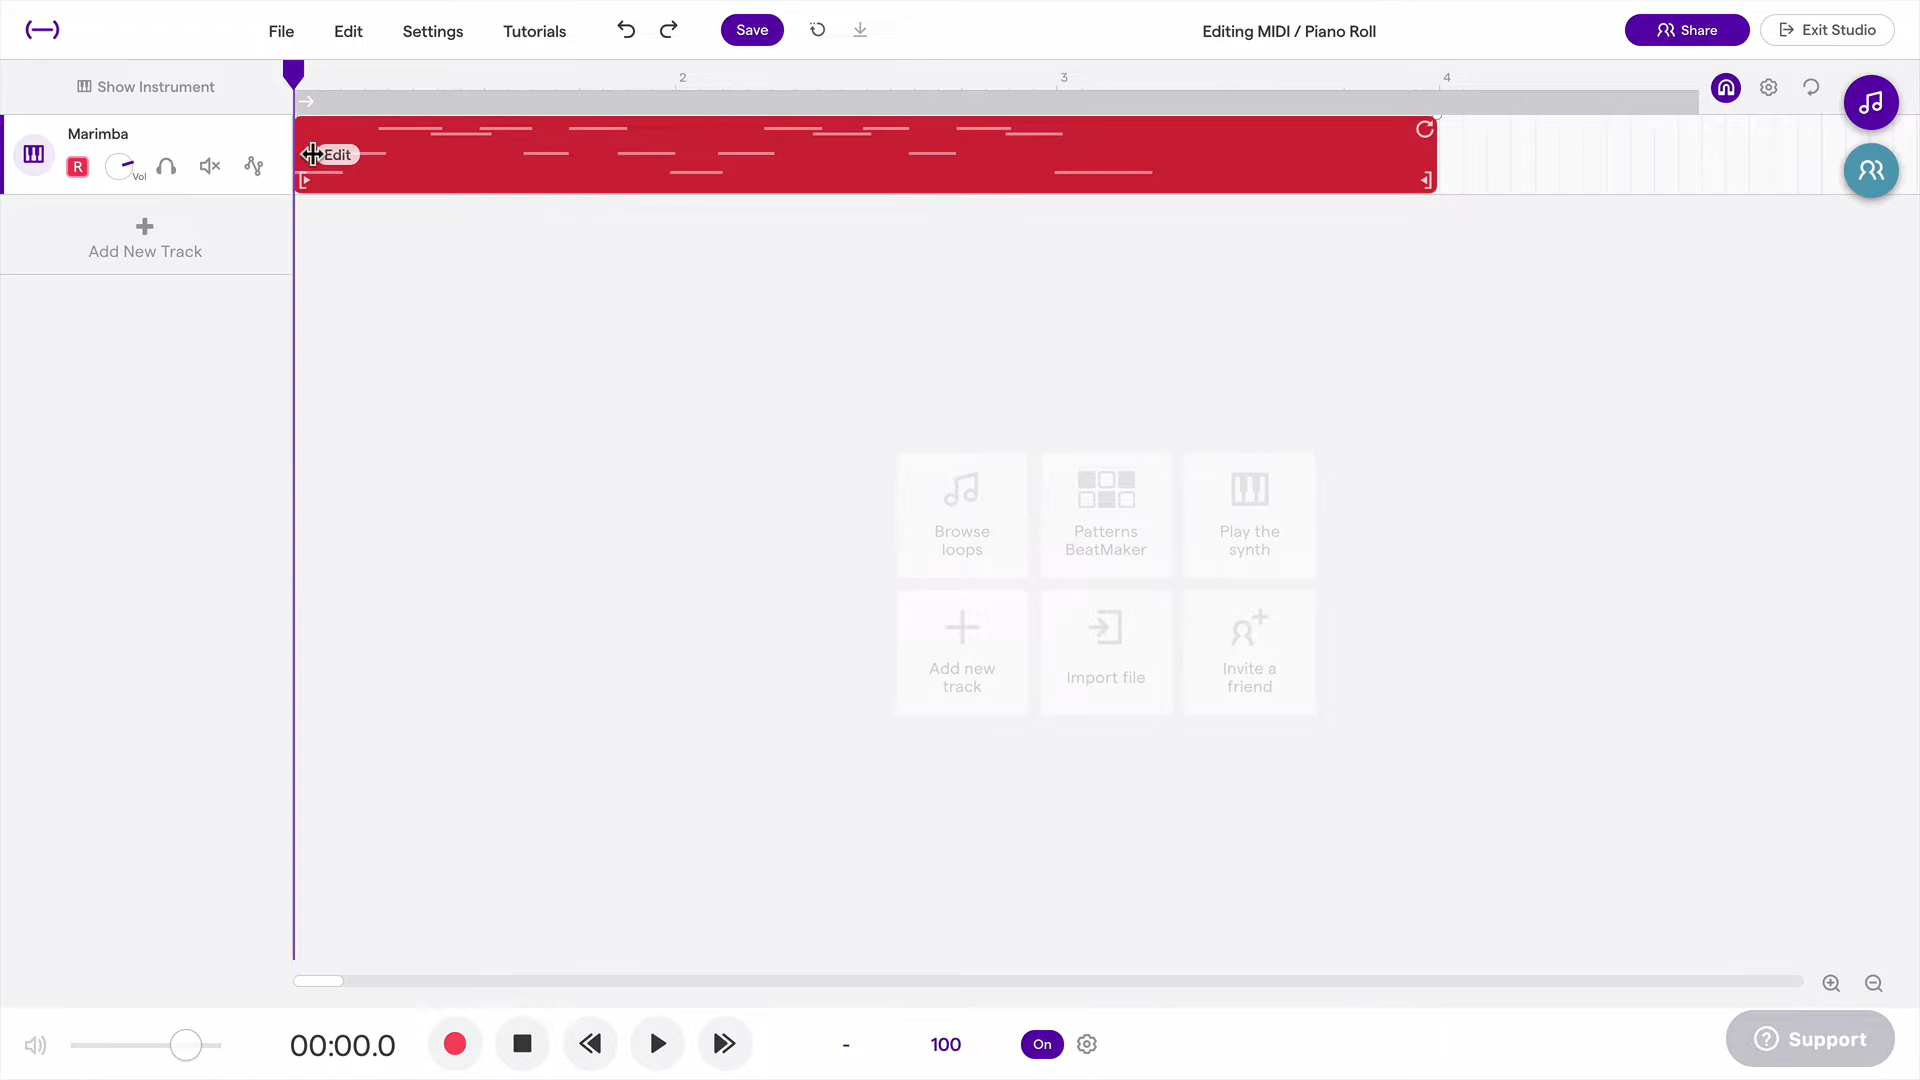 File Edit Settings Tutorials Save Editing MIDI / Piano Roll Share Exit Studio
Show Instrument 2 3 4
Marimba
R Vol Edit
Add New Track
Browse
loops
Patterns
BeatMaker
Play the
synth
Add new
track
Import file
Invite a
friend
00:00.0 - 100 On ? Support